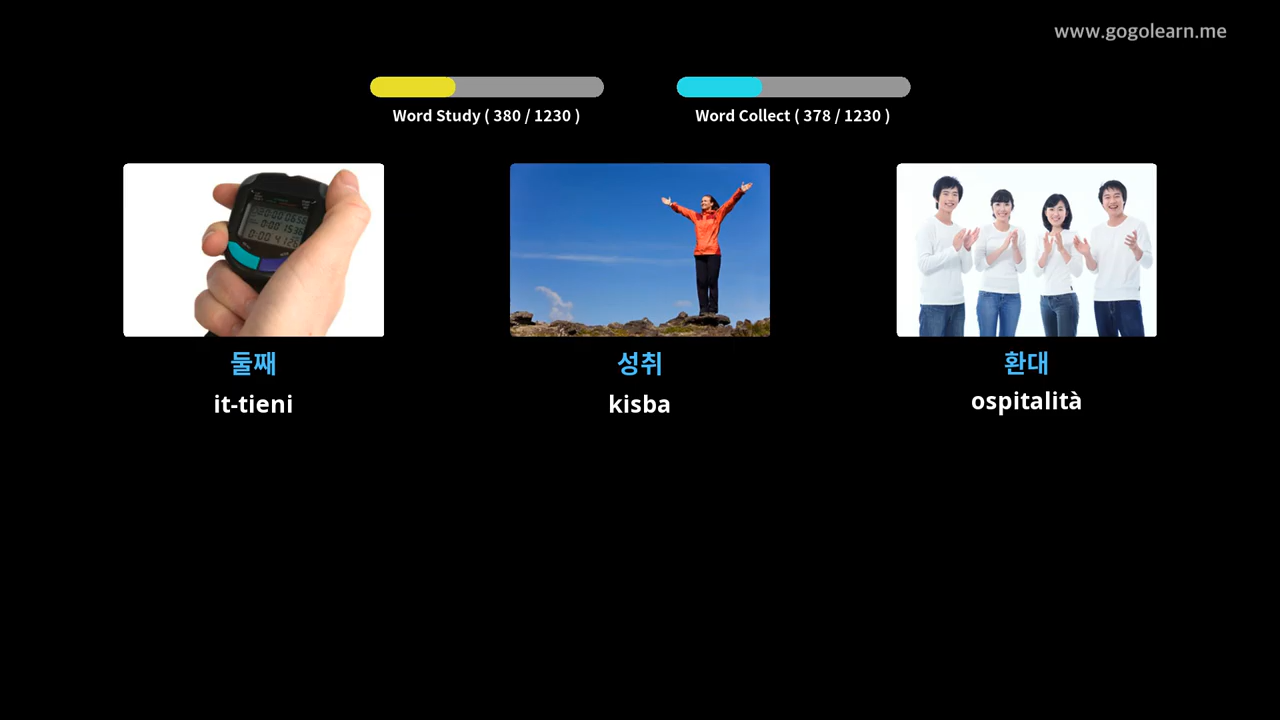 www.gogolearn.me
Word Study ( 380 / 1230 )
Word Collect ( 378 / 1230 )
둘째
it-tieni
성취
kisba
환대
ospitalità